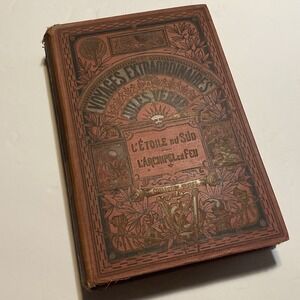 VOYAGES EXTRAORDINAIRES
JULES VERNE
L'ÉTOILE DU SUD
L'ARCHIPEL EN FEU